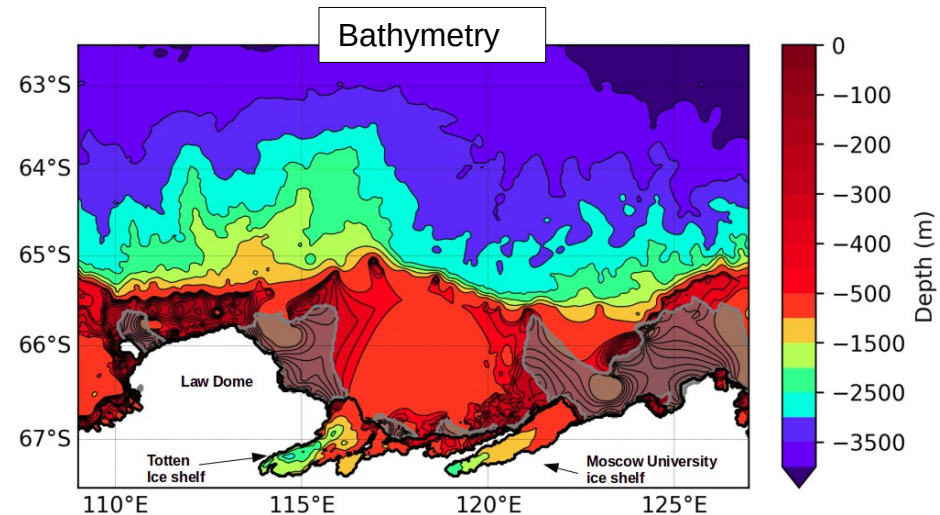 Bathymetry
63°S
64°S
65°S
66°S
67°S
Law Dome
Totten
Ice shelf
Moscow University
ice shelf
110°E
115°E
120°E
125°E
0
−100
−200
−300
−400
−500
−1500
−2500
−3500
Depth (m)